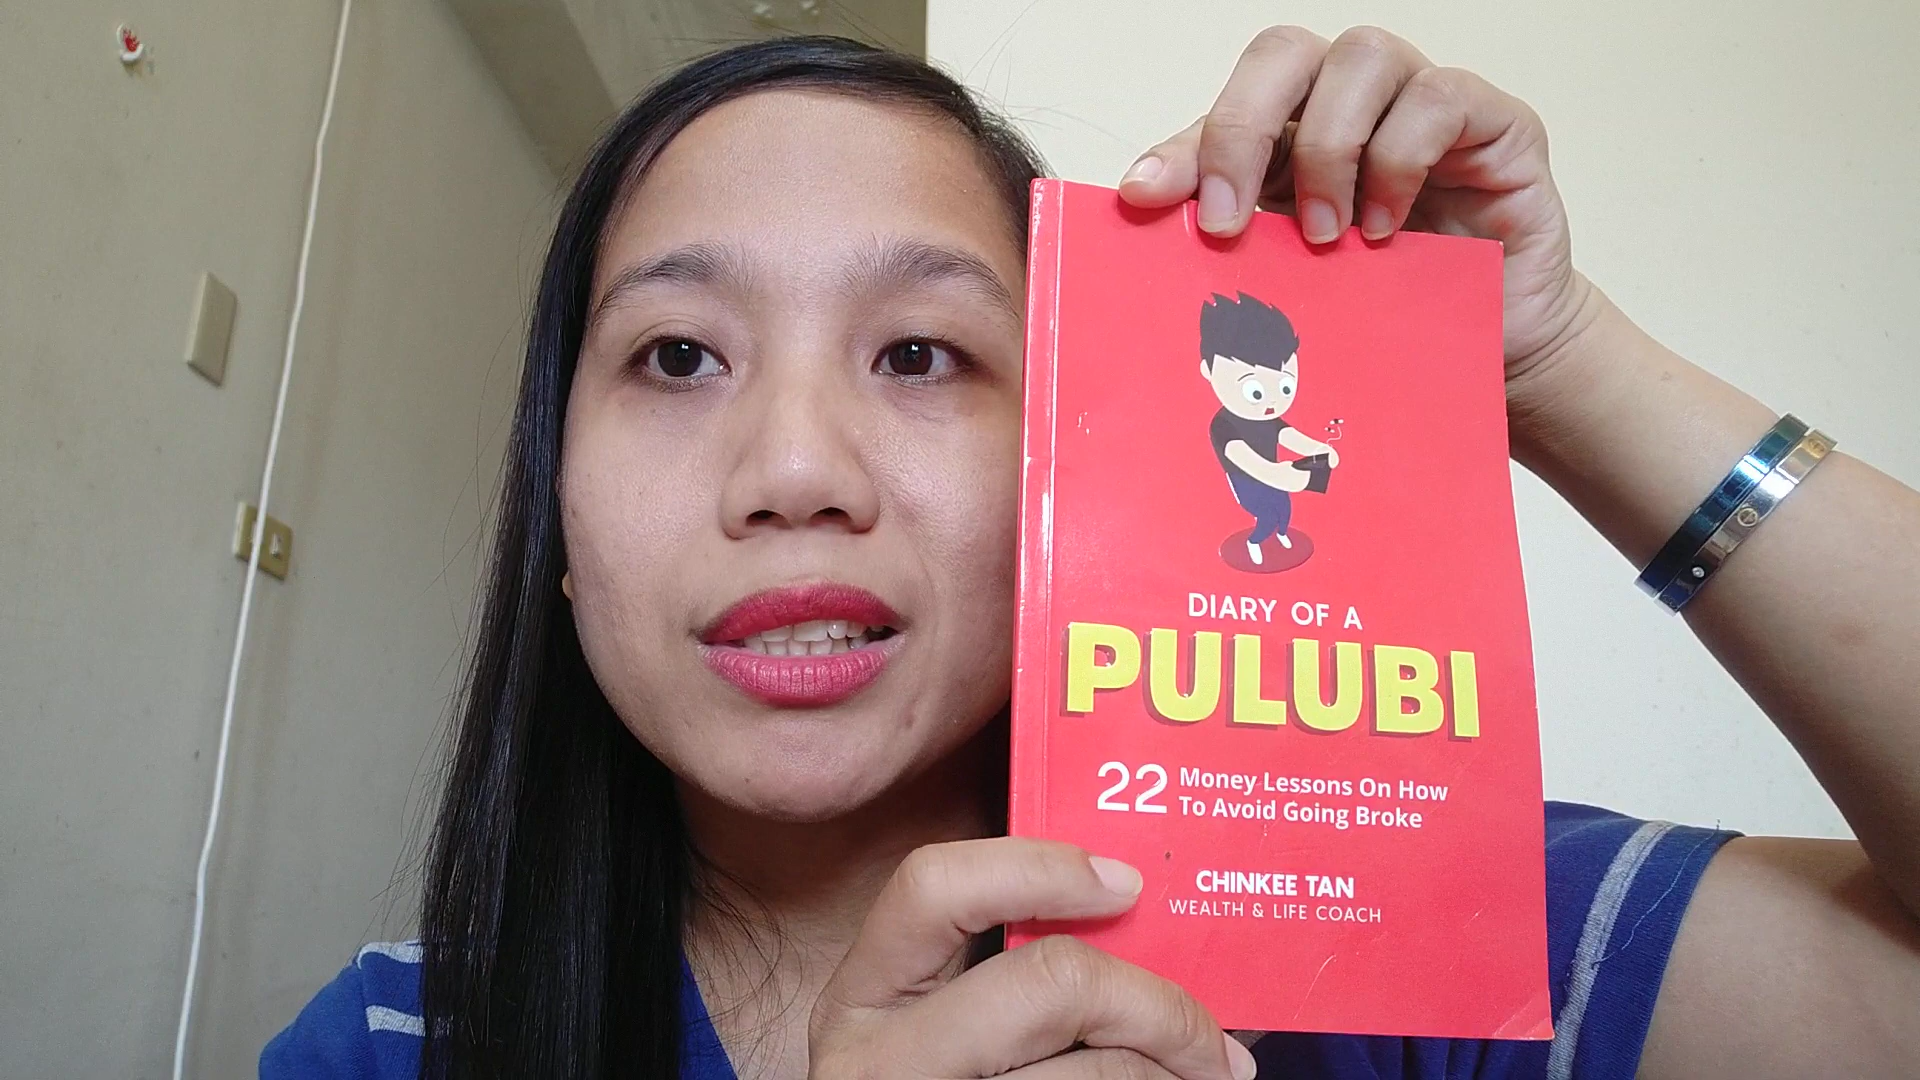 DIARY OF A
PULUBI
22 Money Lessons On How
To Avoid Going Broke
CHINKEE TAN
WEALTH & LIFE COACH